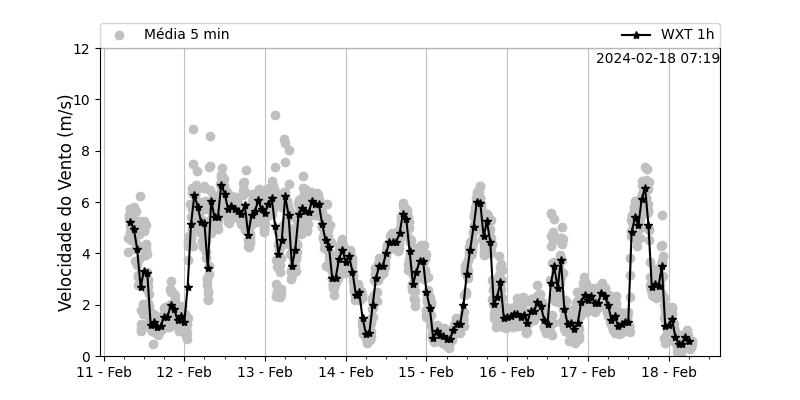 Média 5 min
WXT 1h
2024-02-18 07:19
Velocidade do Vento (m/s)
12
10
8
6
4
2
0
11 - Feb
12 - Feb
13 - Feb
14 - Feb
15 - Feb
16 - Feb
17 - Feb
18 - Feb